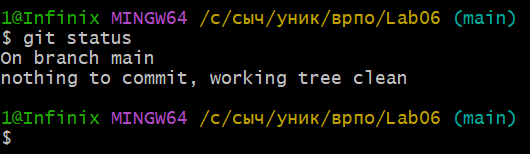 1@Infinix MINGW64 /c/сыч/уник/врпо/Lab06 (main)
$ git status
On branch main
nothing to commit, working tree clean
1@Infinix MINGW64 /c/сыч/уник/врпо/Lab06 (main)
$